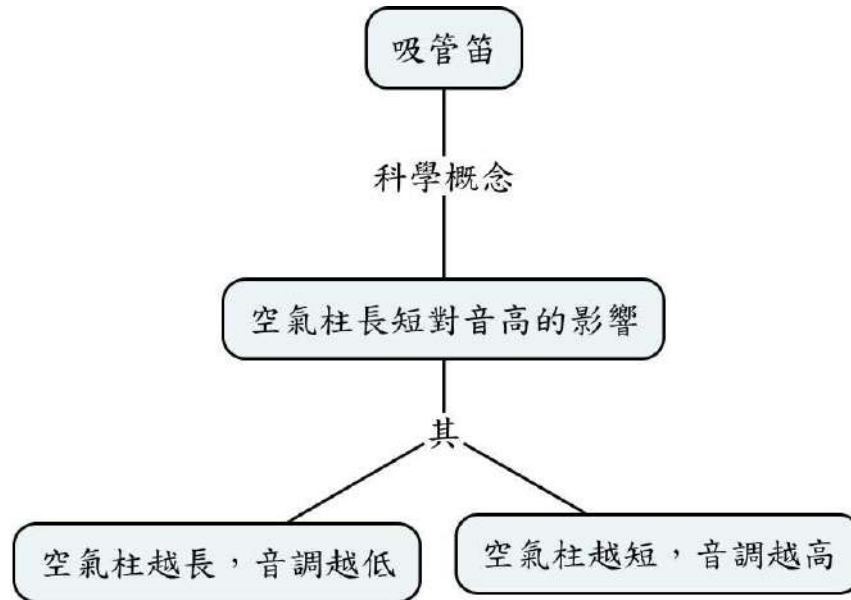 吸管笛
科學概念
空氣柱長短對音高的影響
其
空氣柱越長，音調越低
空氣柱越短，音調越高